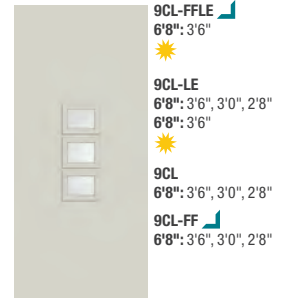 9CL-FFLE
6'8": 3'6"
9CL-LE
6'8": 3'6", 3'0", 2'8"
6'8": 3'6"
9CL
6'8": 3'6", 3'0", 2'8"
9CL-FF
6'8": 3'6", 3'0", 2'8"